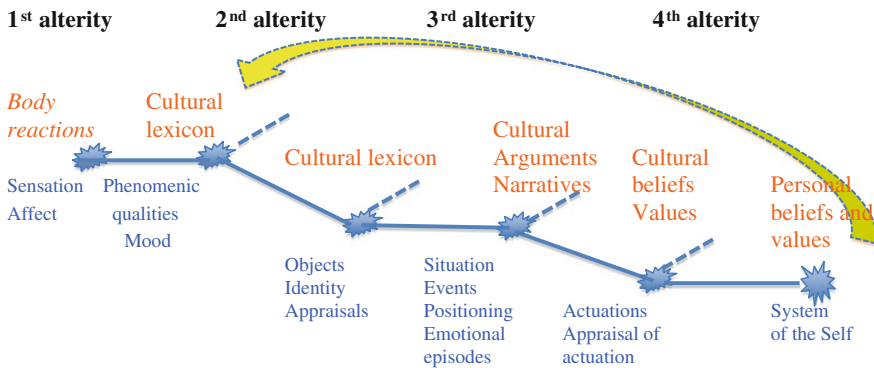 1st alterity
2nd alterity
3rd alterity
4th alterity
Body
reactions
Cultural
lexicon
Cultural lexicon
Cultural
Arguments
Narratives
Cultural
beliefs
Values
Personal
beliefs and
values
Sensation
Affect
Phenomenic
qualities
Mood
Objects
Identity
Appraisals
Situation
Events
Positioning
Emotional
episodes
Actuations
Appraisal of
actuation
System
of the Self